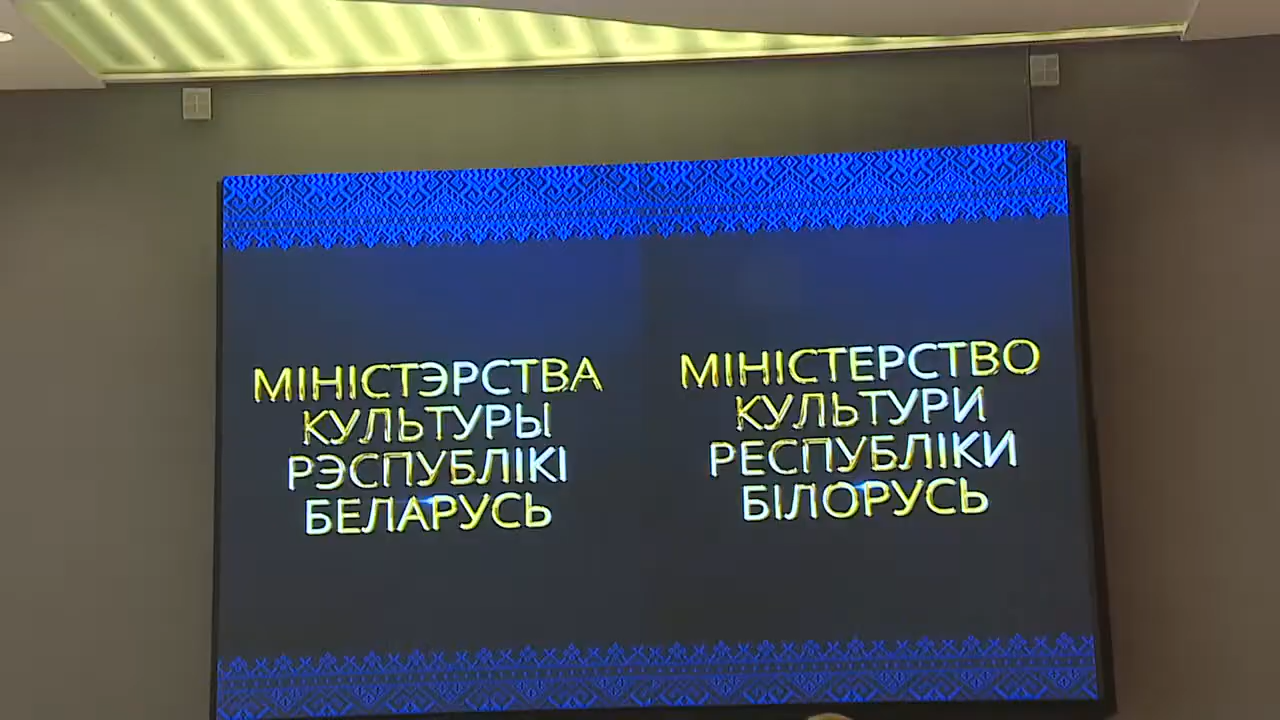 МІНІСТЭРСТВА
КУЛЬТУРЫ
РЭСПУБЛІКІ
БЕЛАРУСЬ
МІНІСТЕРСТВО
КУЛЬТУРИ
РЕСПУБЛІКИ
БІЛОРУСЬ